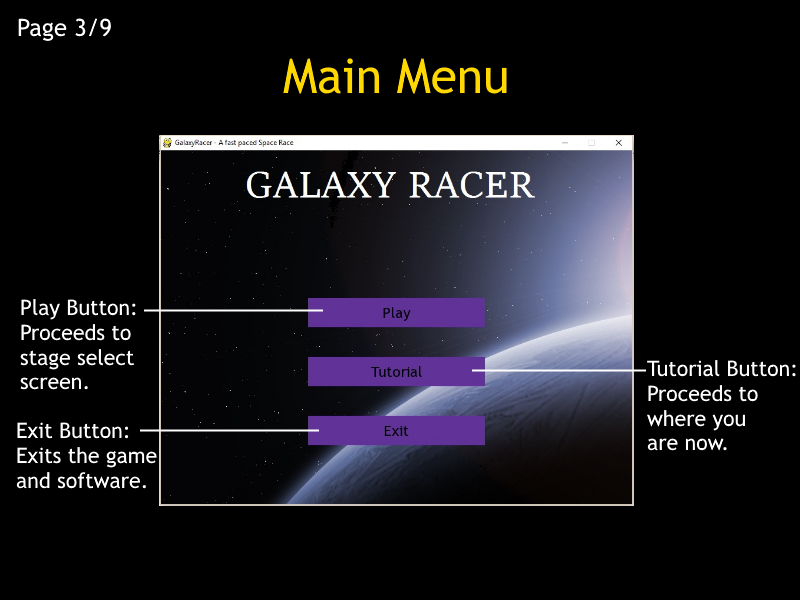 Page 3/9
Main Menu
GalaxyRacer - A fast paced Space Race
GALAXY RACER
Play Button:
Proceeds to
stage select
screen.
Play
Tutorial
Tutorial Button:
Proceeds to
where you
are now.
Exit Button:
Exits the game
and software.
Exit